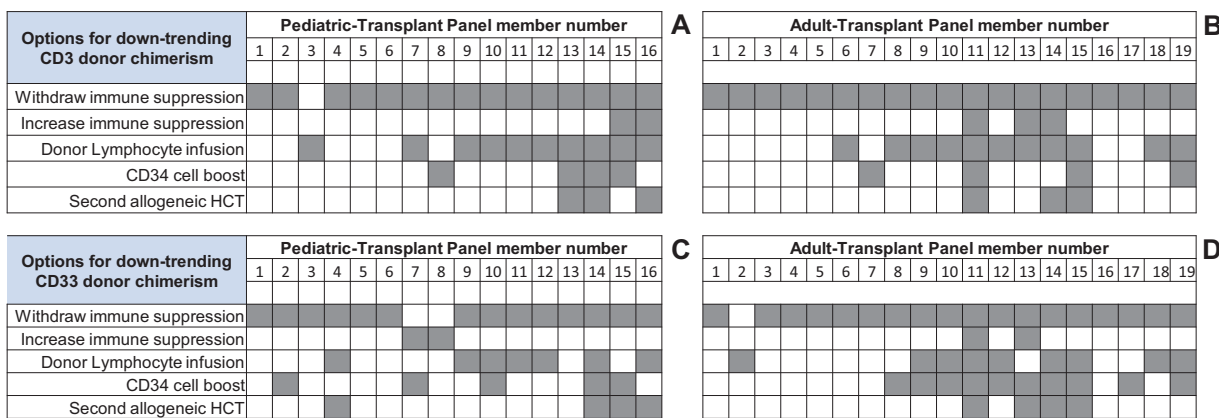 Options for down-trending CD3 donor chimerism
Pediatric-Transplant Panel member number
1 2 3 4 5 6 7 8 9 10 11 12 13 14 15 16
A
Adult-Transplant Panel member number
1 2 3 4 5 6 7 8 9 10 11 12 13 14 15 16 17 18 19
B
Withdraw immune suppression
Increase immune suppression
Donor Lymphocyte infusion
CD34 cell boost
Second allogeneic HCT
Options for down-trending CD33 donor chimerism
Pediatric-Transplant Panel member number
1 2 3 4 5 6 7 8 9 10 11 12 13 14 15 16
C
Adult-Transplant Panel member number
1 2 3 4 5 6 7 8 9 10 11 12 13 14 15 16 17 18 19
D
Withdraw immune suppression
Increase immune suppression
Donor Lymphocyte infusion
CD34 cell boost
Second allogeneic HCT